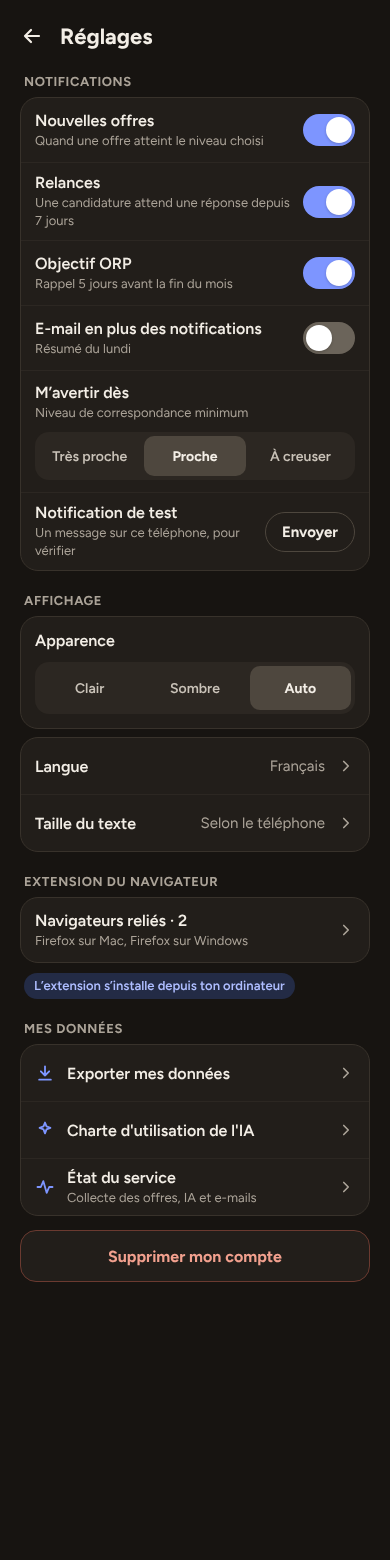 Réglages
NOTIFICATIONS
Nouvelles offres
Quand une offre atteint le niveau choisi
Relances
Une candidature attend une réponse depuis
7 jours
Objectif ORP
Rappel 5 jours avant la fin du mois
E-mail en plus des notifications
Résumé du lundi
M’avertir dès
Niveau de correspondance minimum
Très proche Proche À creuser
Notification de test
Un message sur ce téléphone, pour
vérifier
Envoyer
AFFICHAGE
Apparence
Clair Sombre Auto
Langue Français
Taille du texte Selon le téléphone
EXTENSION DU NAVIGATEUR
Navigateurs reliés · 2
Firefox sur Mac, Firefox sur Windows
L’extension s’installe depuis ton ordinateur
MES DONNÉES
Exporter mes données
Charte d'utilisation de l'IA
État du service
Collecte des offres, IA et e-mails
Supprimer mon compte